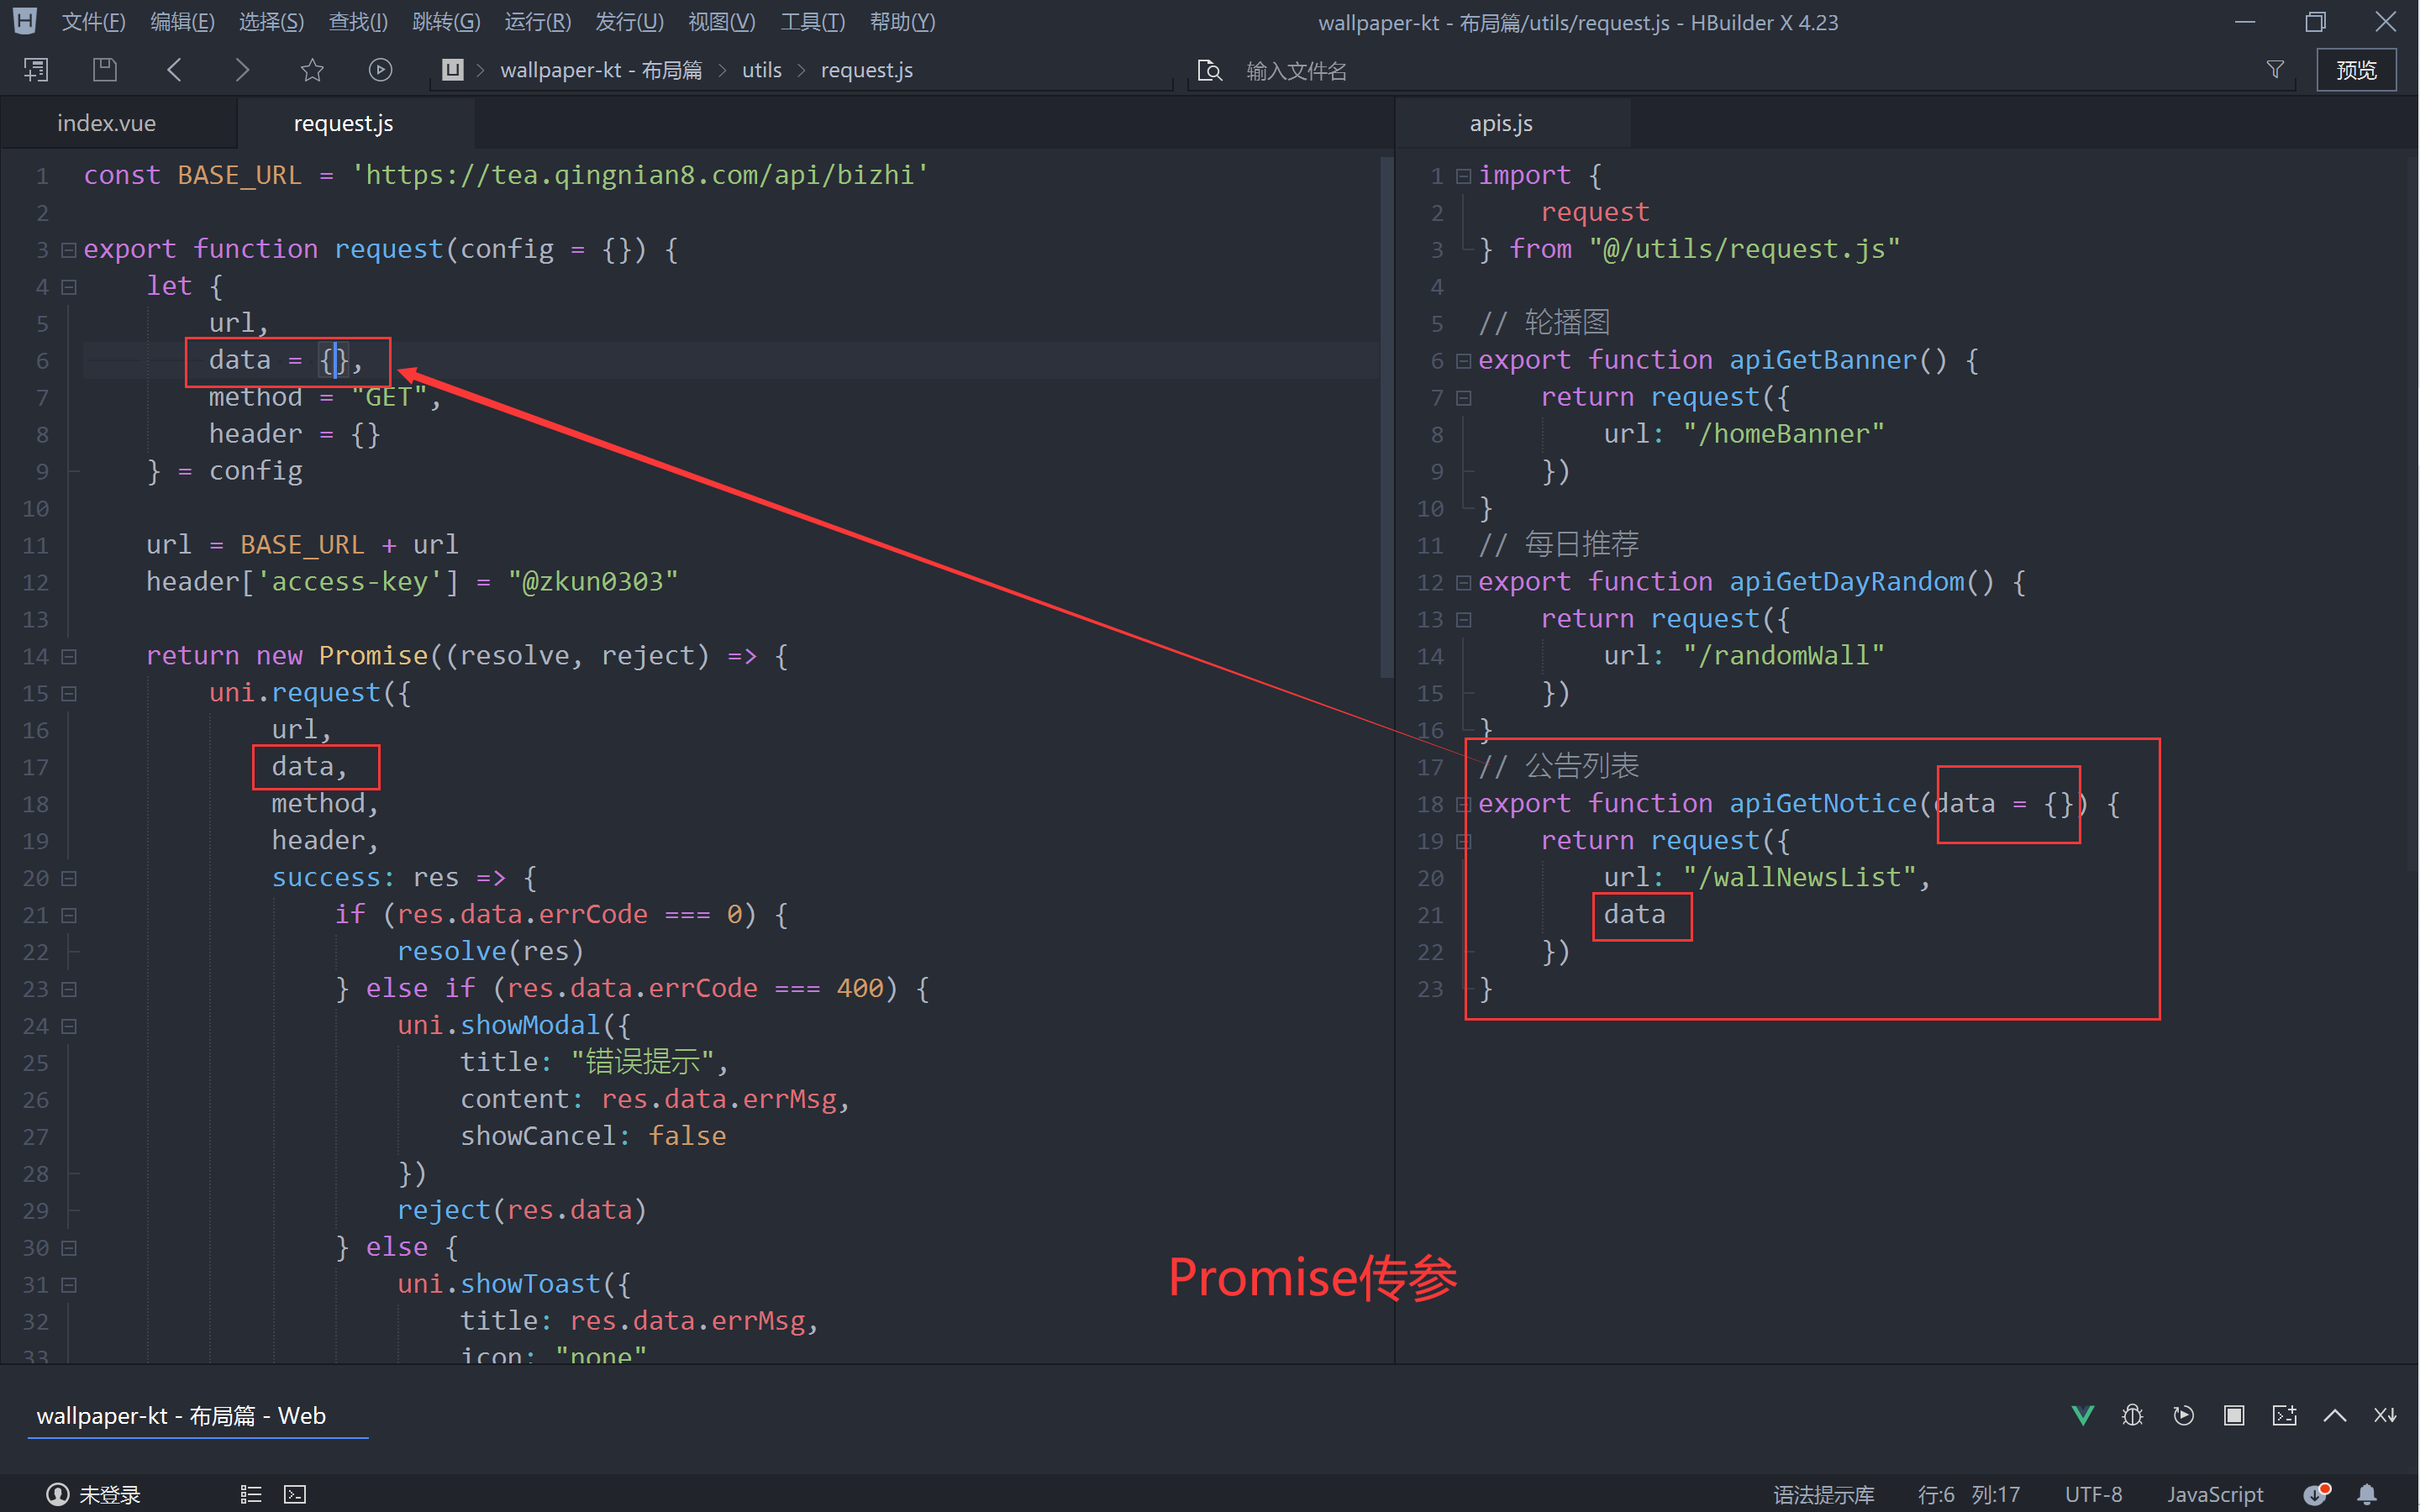 文件(F) 编辑(E) 选择(S) 查找(I) 跳转(G) 运行(R) 发行(U) 视图(V) 工具(T) 帮助(Y)
wallpaper-kt - 布局篇/utils/request.js - HBuilder X 4.23
wallpaper-kt - 布局篇 > utils > request.js
输入文件名
预览
index.vue
request.js
1 const BASE_URL = 'https://tea.qingnian8.com/api/bizhi'
2
3 export function request(config = {}) {
4 let {
5 url,
6 data = {},
7 method = "GET",
8 header = {}
9 } = config
10
11 url = BASE_URL + url
12 header['access-key'] = "@zkun0303"
13
14 return new Promise((resolve, reject) => {
15 uni.request({
16 url,
17 data,
18 method,
19 header,
20 success: res => {
21 if (res.data.errCode === 0) {
22 resolve(res)
23 } else if (res.data.errCode === 400) {
24 uni.showModal({
25 title: "错误提示",
26 content: res.data.errMsg,
27 showCancel: false
28 })
29 reject(res.data)
30 } else {
31 uni.showToast({
32 title: res.data.errMsg,
33 icon: "none"
apis.js
1 import {
2 request
3 } from "@/utils/request.js"
4
5 // 轮播图
6 export function apiGetBanner() {
7 return request({
8 url: "/homeBanner"
9 })
10 }
11 // 每日推荐
12 export function apiGetDayRandom() {
13 return request({
14 url: "/randomWall"
15 })
16 }
17 // 公告列表
18 export function apiGetNotice(data = {}) {
19 return request({
20 url: "/wallNewsList",
21 data
22 })
23 }
Promise传参
wallpaper-kt - 布局篇 - Web
未登录
语法提示库 行:6 列:17 UTF-8 JavaScript